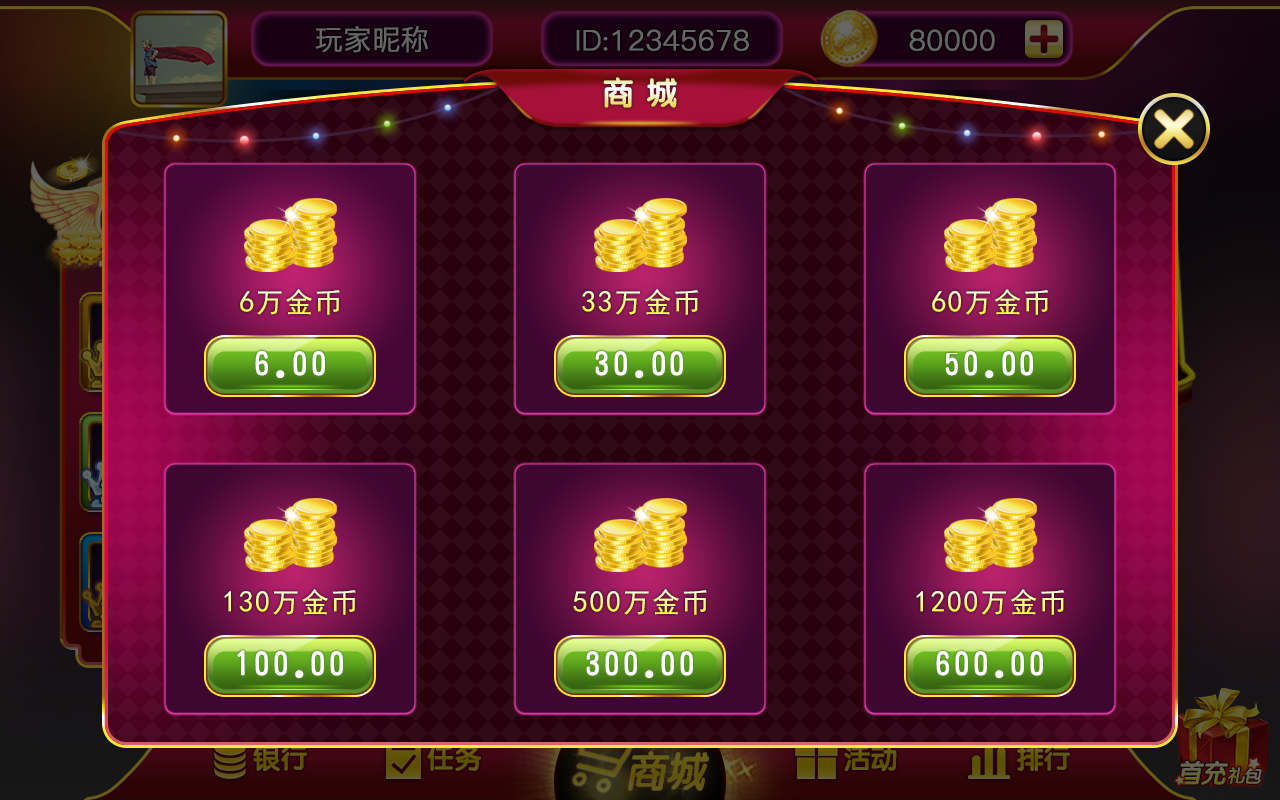 玩家昵称
ID:12345678
80000
商城
6万金币
33万金币
60万金币
6.00
30.00
50.00
130万金币
500万金币
1200万金币
100.00
300.00
600.00
银行
任务
商城
活动
排行
首充礼包